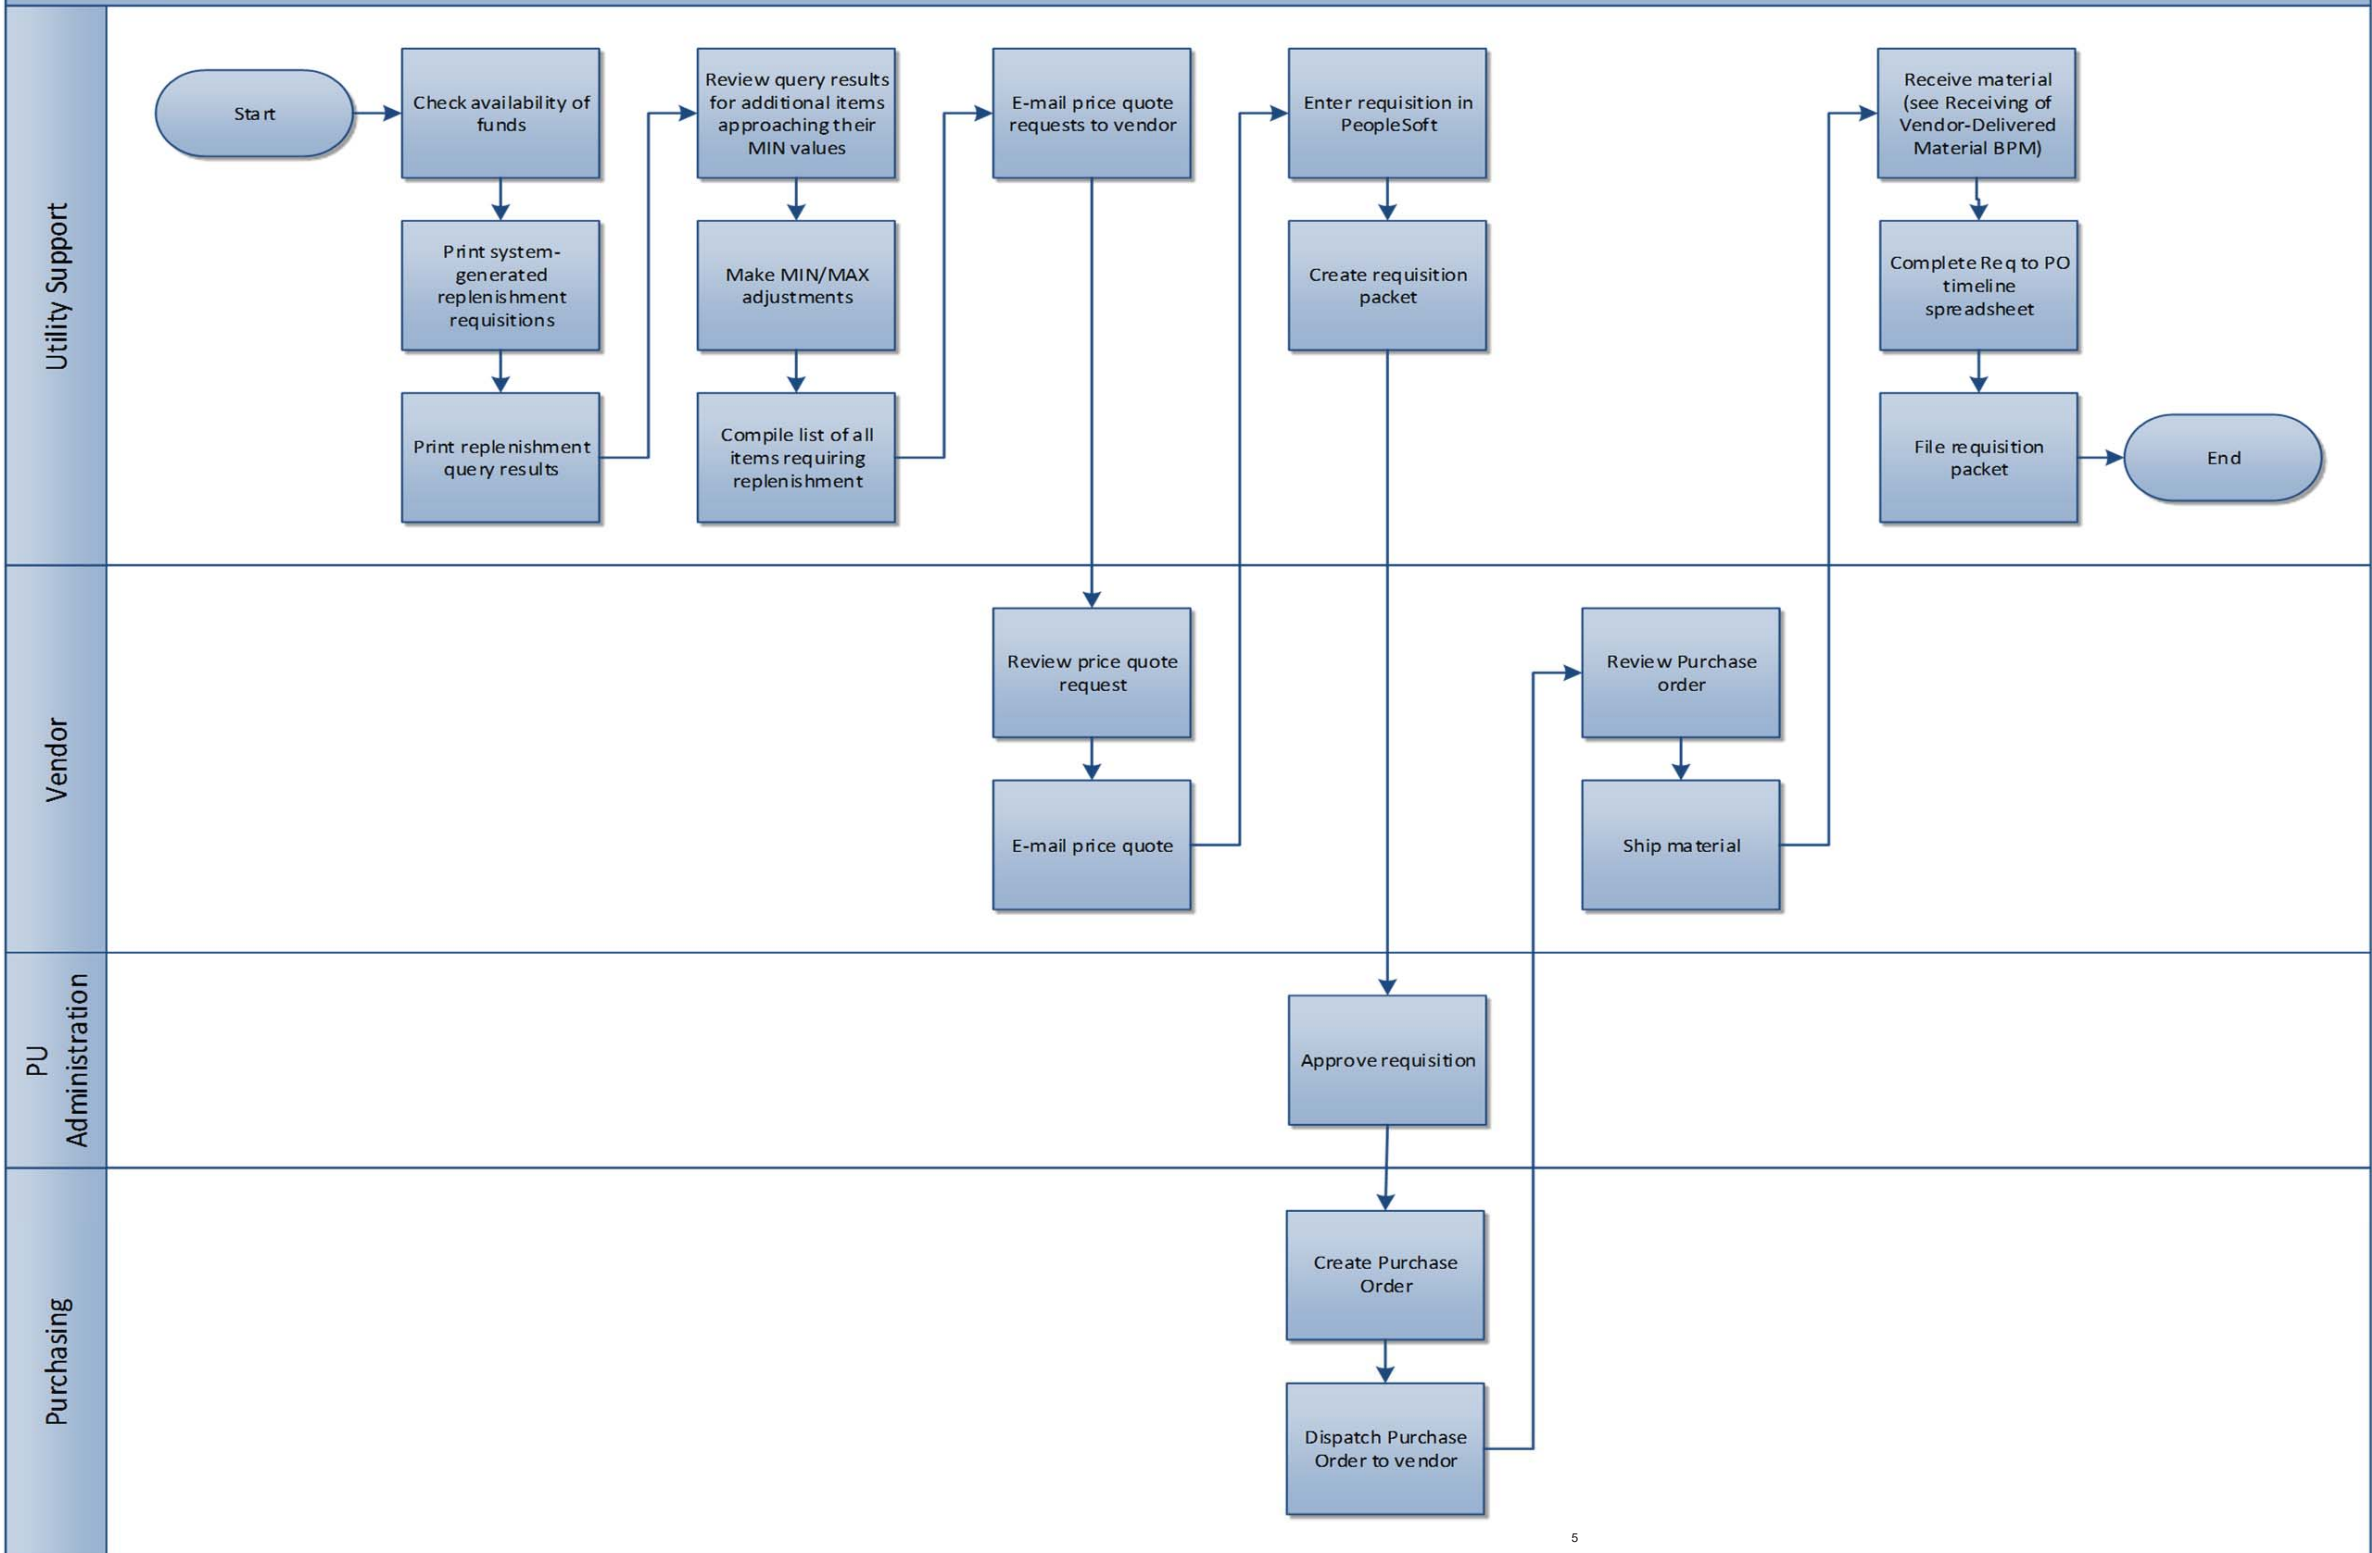 Utility Support
Start
Check availability of
funds
Print system-
generated
replenishment
requisitions
Print replenishment
query results
Review query results
for additional items
approaching their
MIN values
Make MIN/MAX
adjustments
Compile list of all
items requiring
replenishment
E-mail price quote
requests to vendor
Enter requisition in
PeopleSoft
Create requisition
packet
Receive material
(see Receiving of
Vendor-Delivered
Material BPM)
Complete Req to PO
timeline
spreadsheet
File requisition
packet
End
Vendor
Review price quote
request
E-mail price quote
Review Purchase
order
Ship material
PU
Administration
Approve requisition
Purchasing
Create Purchase
Order
Dispatch Purchase
Order to vendor
5